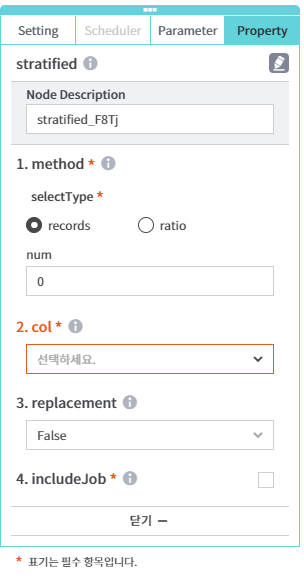 Setting Scheduler Parameter Property
stratified
Node Description
stratified_F8Tj
1. method *
selectType *
records ratio
num
0
2. col *
선택하세요.
3. replacement
False
4. includeJob *
닫기 −
* 표기는 필수 항목입니다.